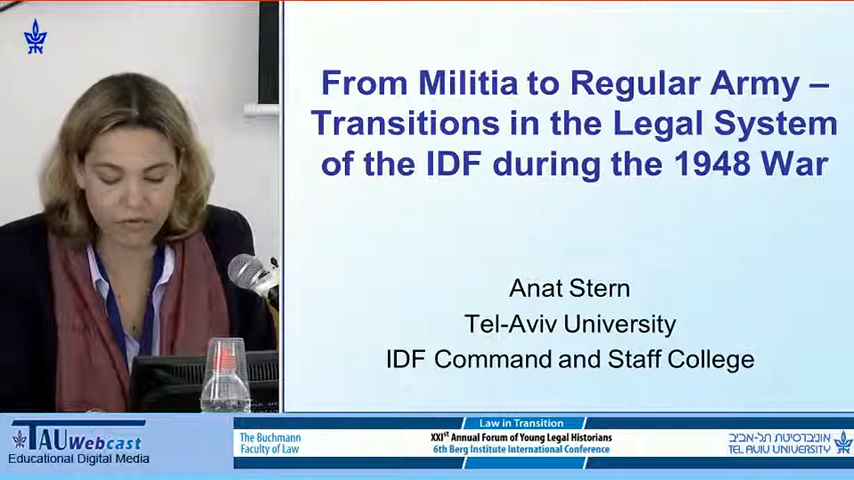 From Militia to Regular Army –
Transitions in the Legal System
of the IDF during the 1948 War
Anat Stern
Tel-Aviv University
IDF Command and Staff College
TAU Webcast
Educational Digital Media
The Buchmann
Faculty of Law
Law in Transition
XXIst Annual Forum of Young Legal Historians
6th Berg Institute International Conference
אוניברסיטת תל-אביב
TEL AVIV UNIVERSITY